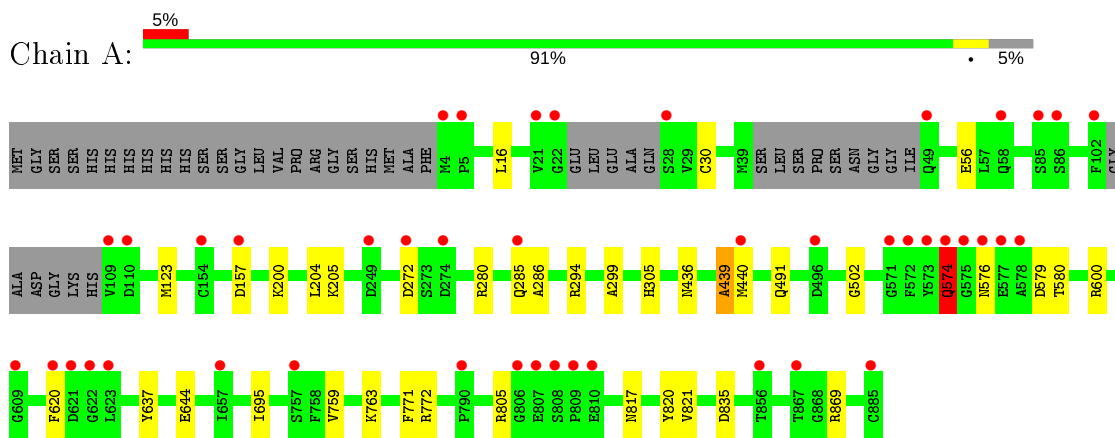 5%
Chain A:
91%
5%
MET GLY SER SER HIS HIS HIS HIS HIS HIS SER SER GLY LEU VAL PRO ARG GLY SER HIS MET ALA PHE M4 P5 L16 V21 G22 GLU LEU GLU ALA GLN S28 V29 C30 M39 SER LEU SER PRO SER ASN GLY GLY ILE Q49 E56 L57 Q58 S85 S86 F102 GLY
ALA ASP GLY LYS HIS V109 D110 M123 C154 D157 K200 L204 K205 D249 D272 S273 D274 R280 Q285 A286 R294 A299 H305 N436 A439 M440 Q491 D496 G502 G571 F572 Y573 Q574 G575 N576 E577 A578 D579 T580 R600
G609 F620 D621 G622 L623 Y637 E644 I657 I695 S757 F758 V759 K763 F771 R772 P790 R805 G806 E807 S808 P809 E810 N817 Y820 V821 D835 T856 T867 G868 R869 C885